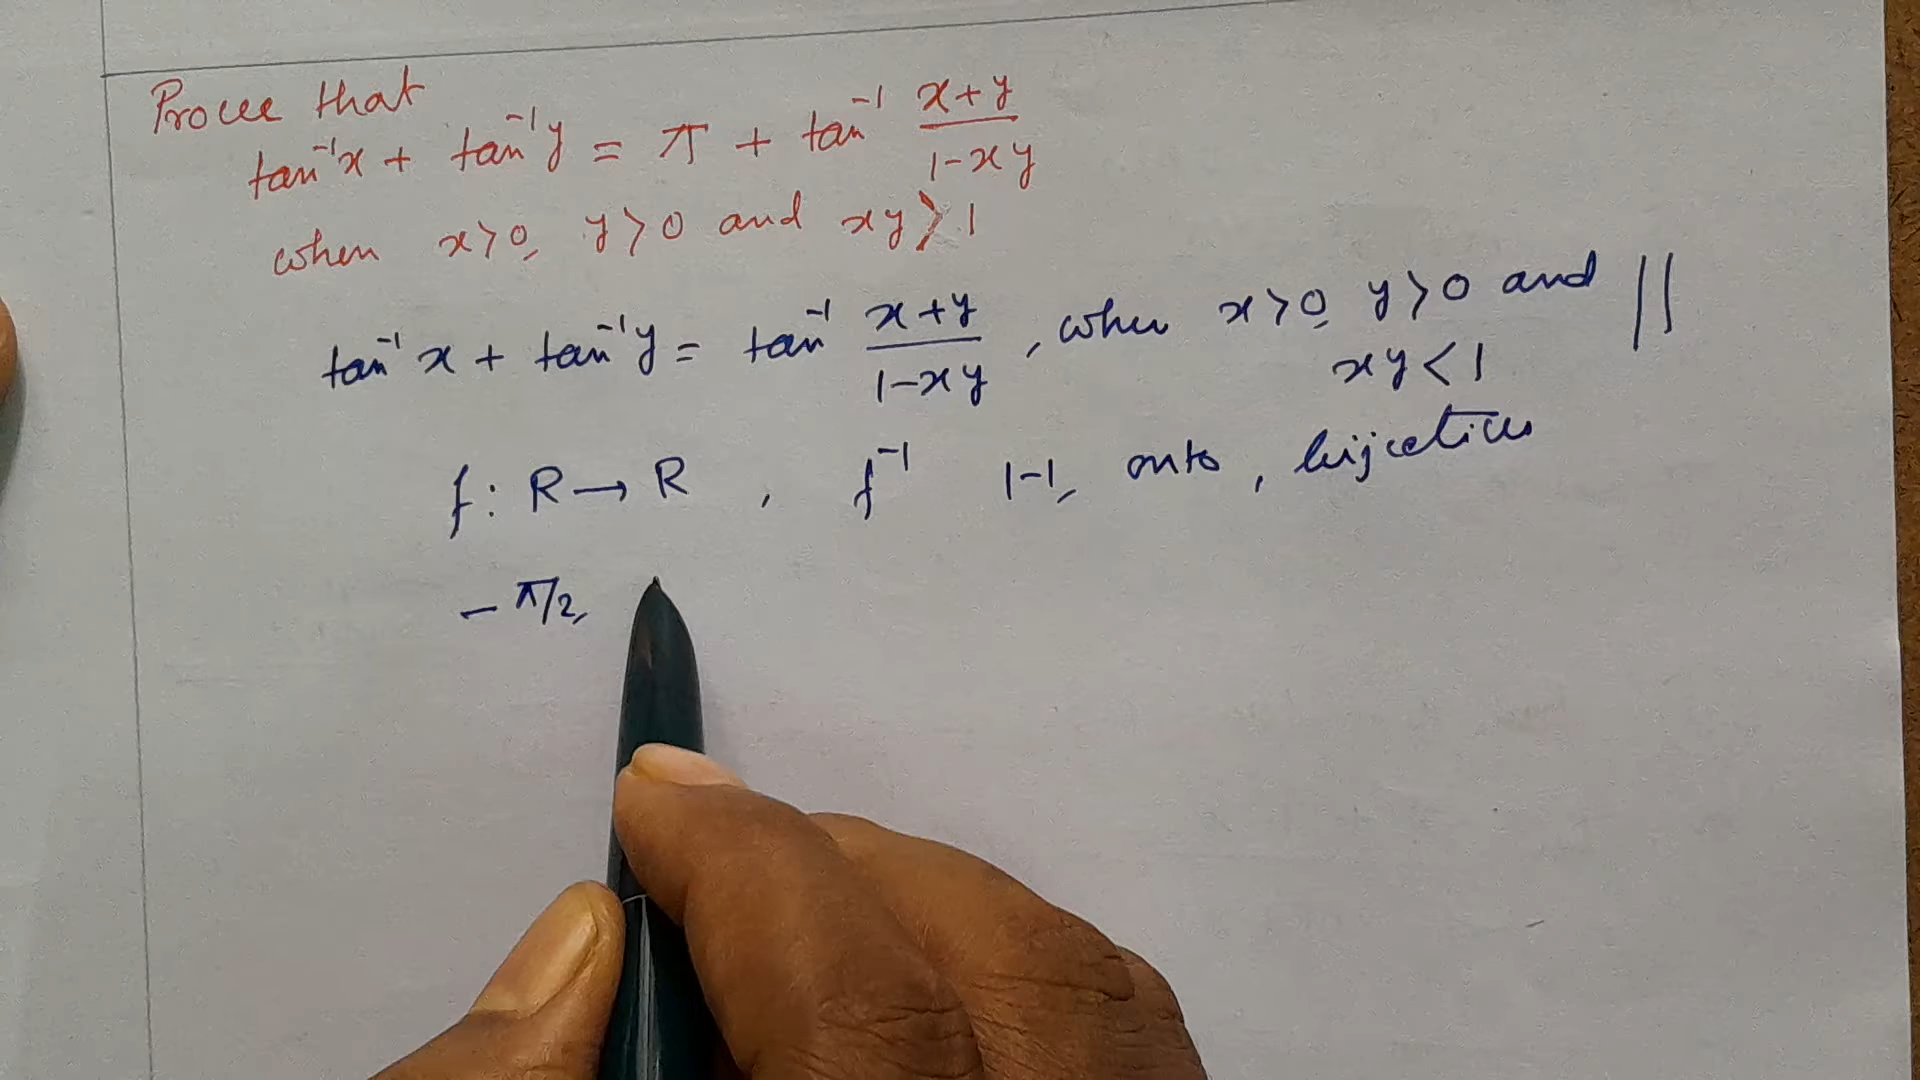 Prove that
tan⁻¹x + tan⁻¹y = π + tan⁻¹ (x+y)/(1-xy)
when x>0, y>0 and xy>1
tan⁻¹x + tan⁻¹y = tan⁻¹ (x+y)/(1-xy), when x>0, y>0 and ||
xy<1
f: R→R, f⁻¹ 1-1, onto, bijective
-π/2,